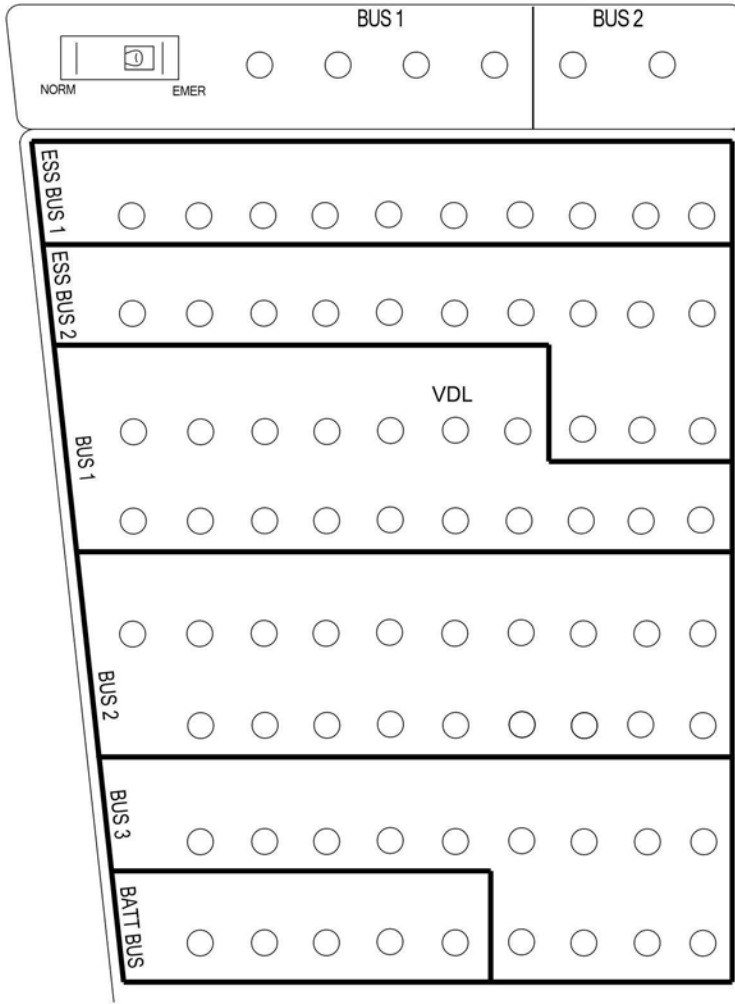 BUS 1
BUS 2
NORM
EMER
ESS BUS 1
ESS BUS 2
VDL
BUS 1
BUS 2
BUS 3
BATT BUS